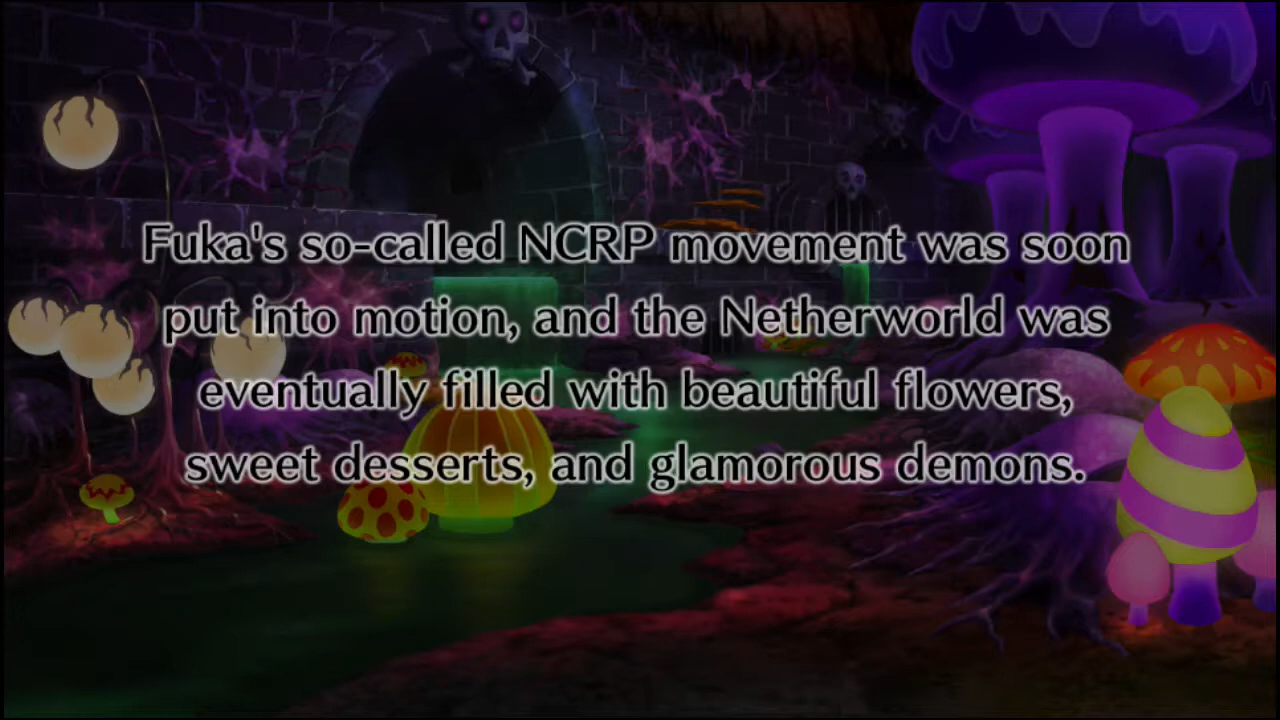 Fuka's so-called NCRP movement was soon
put into motion, and the Netherworld was
eventually filled with beautiful flowers,
sweet desserts, and glamorous demons.